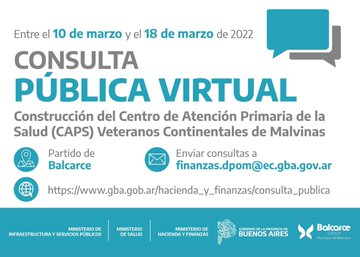 Entre el 10 de marzo y el 18 de marzo de 2022
CONSULTA
PÚBLICA VIRTUAL
Construcción del Centro de Atención Primaria de la
Salud (CAPS) Veteranos Continentales de Malvinas
Partido de
Balcarce
Enviar consultas a
finanzas.dpom@ec.gba.gov.ar
https://www.gba.gob.ar/hacienda_y_finanzas/consulta_publica
MINISTERIO DE
INFRAESTRUCTURA Y SERVICIOS PÚBLICOS
MINISTERIO
DE SALUD
MINISTERIO DE
HACIENDA Y FINANZAS
GOBIERNO DE LA PROVINCIA DE
BUENOS AIRES
Balcarce
Municipio de Balcarce